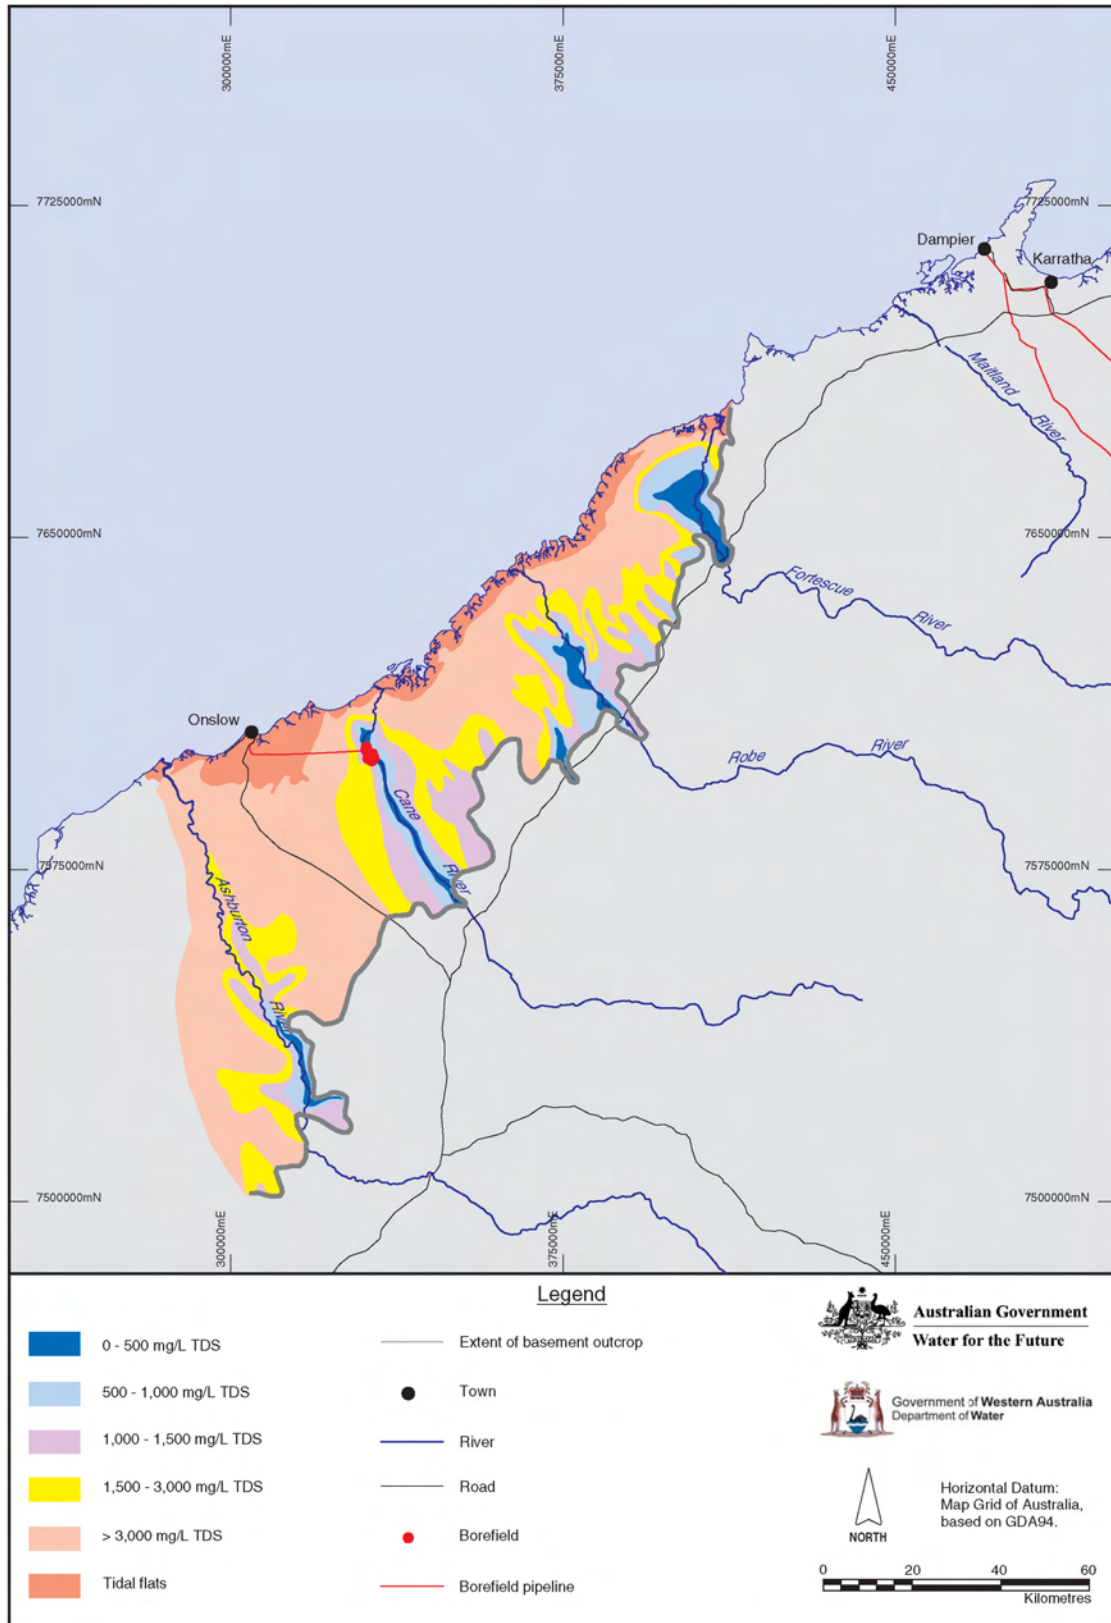 300000mE
375000mE
450000mE
7725000mN
7725000mN
Dampier
Karratha
Maitland
River
7650000mN
7650000mN
Fortescue
River
Onslow
Robe
River
Cane
River
7575000mN
7575000mN
Ashburton
River
7500000mN
7500000mN
300000mE
375000mE
450000mE
Legend
0 - 500 mg/L TDS
500 - 1,000 mg/L TDS
1,000 - 1,500 mg/L TDS
1,500 - 3,000 mg/L TDS
> 3,000 mg/L TDS
Tidal flats
Extent of basement outcrop
Town
River
Road
Borefield
Borefield pipeline
Australian Government
Water for the Future
Government of Western Australia
Department of Water
NORTH
Horizontal Datum:
Map Grid of Australia,
based on GDA94.
0 20 40 60
Kilometres